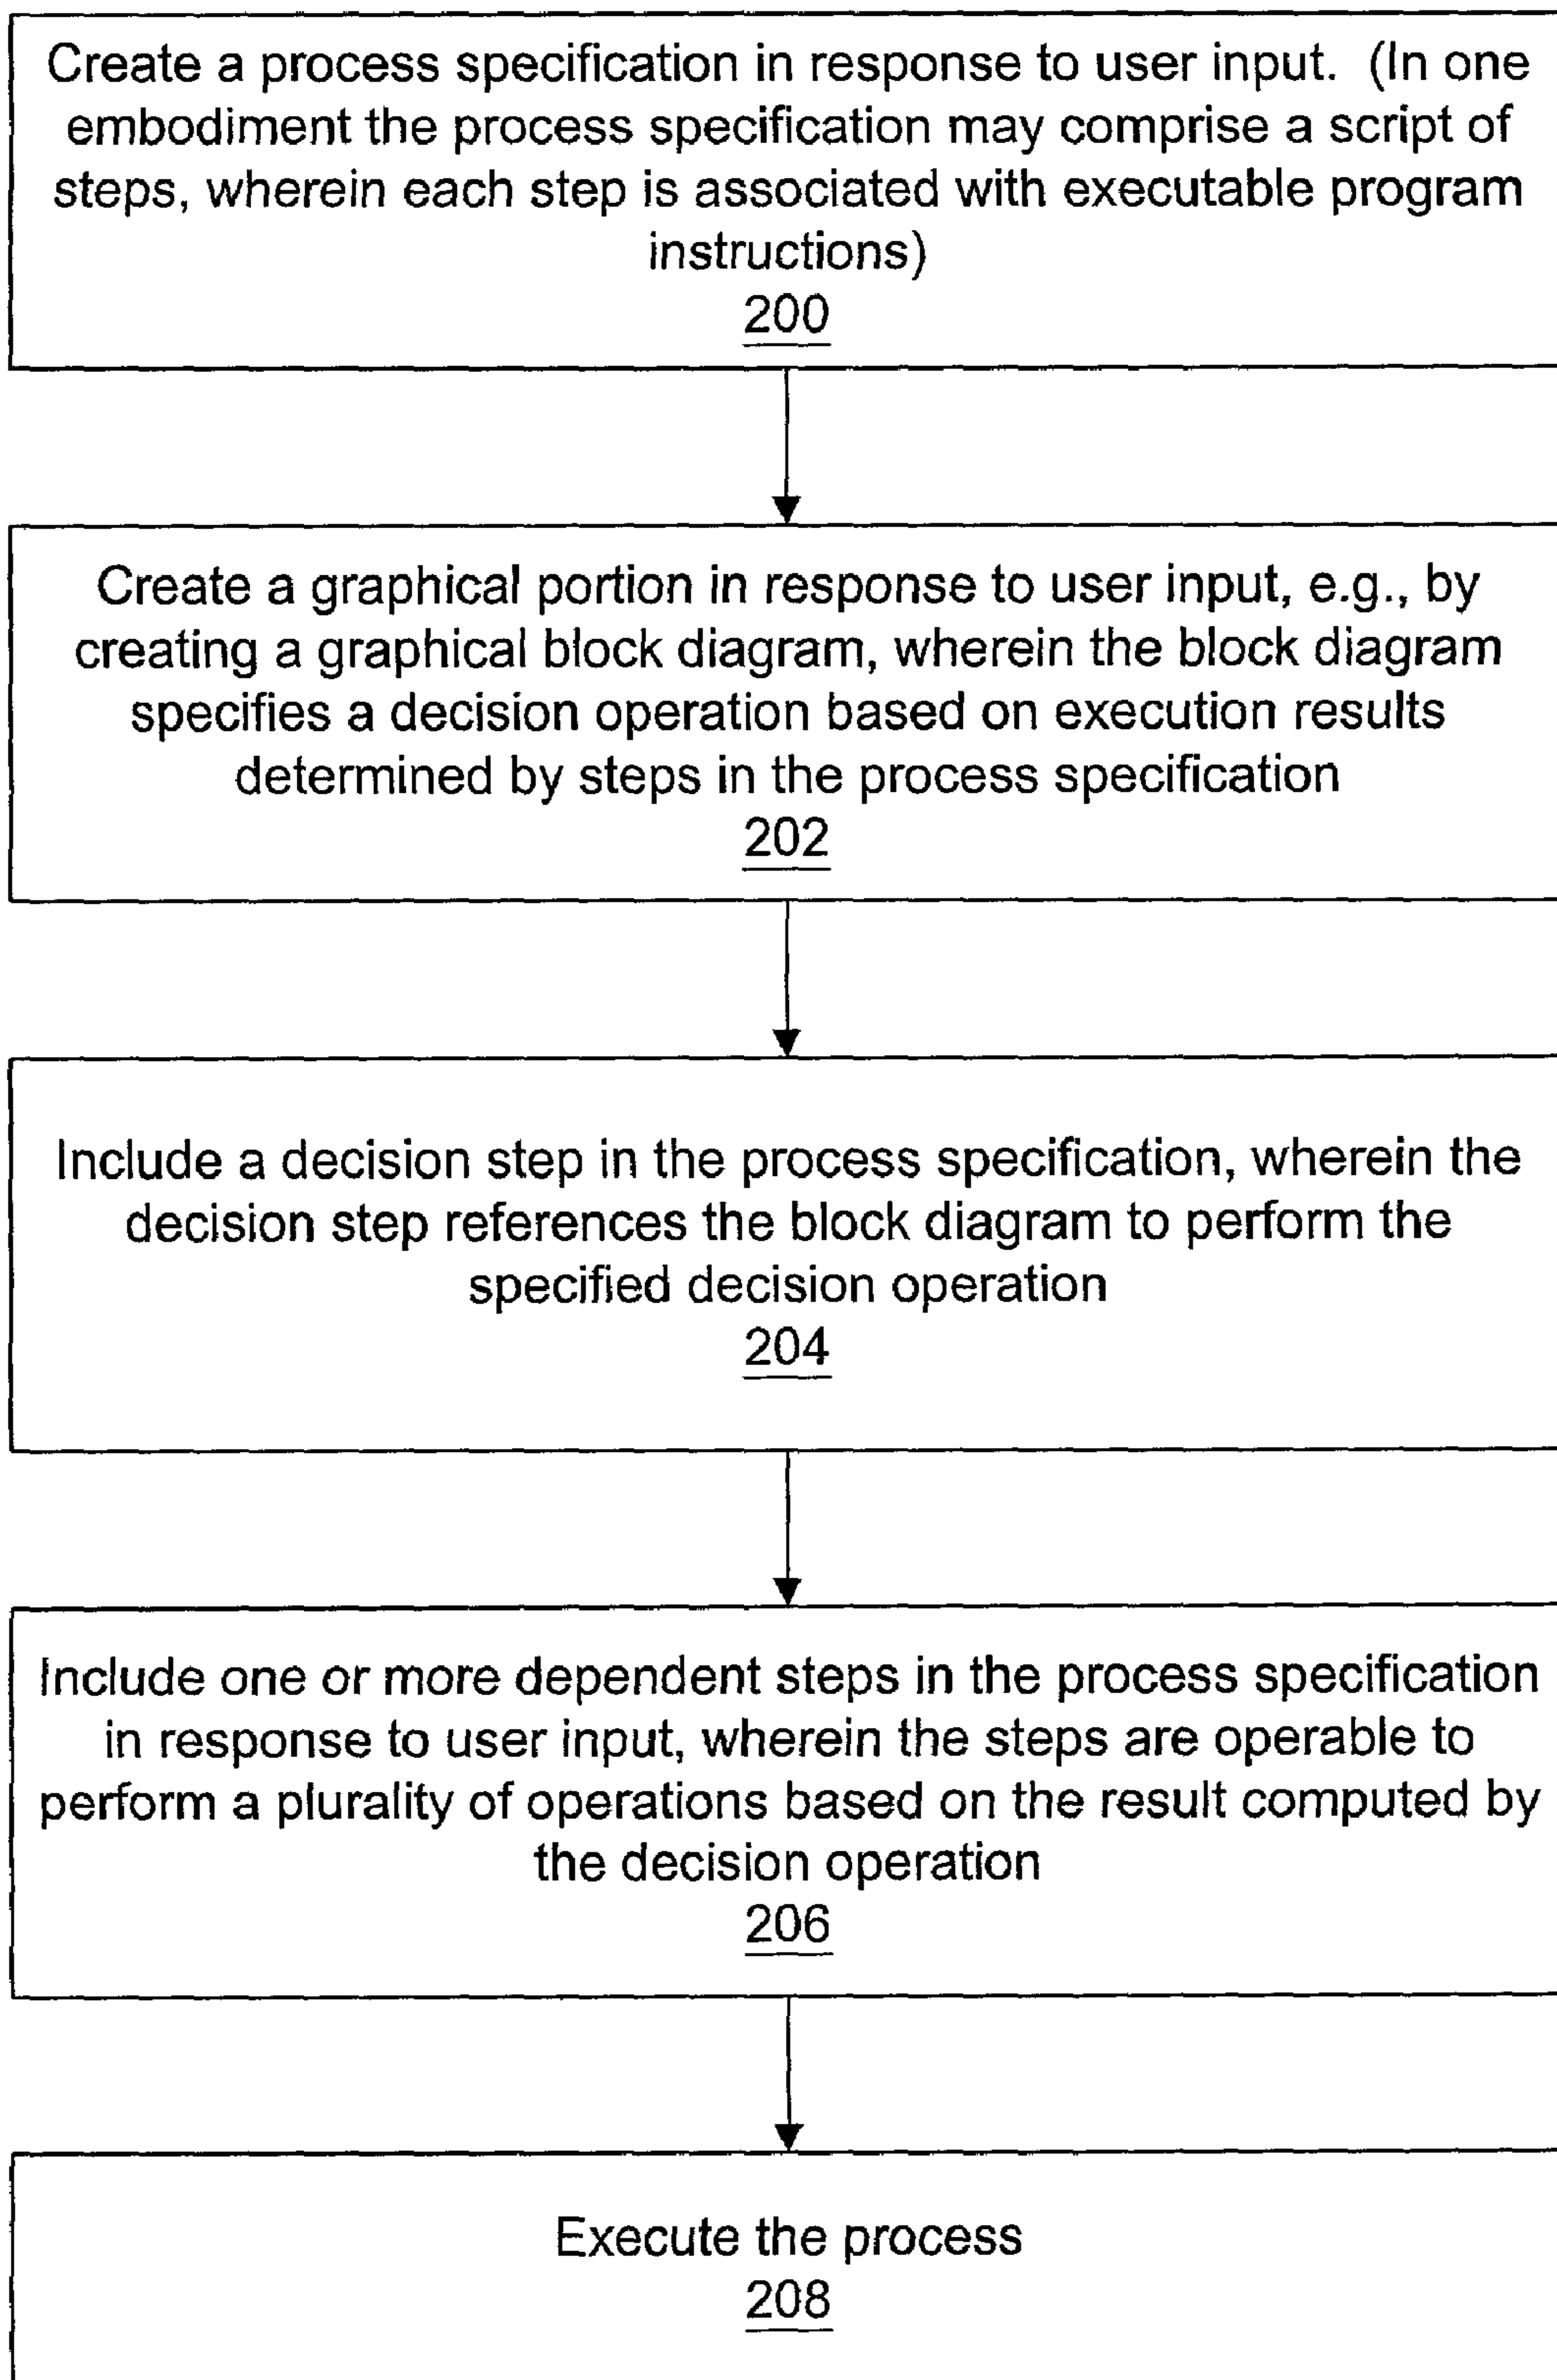 Create a process specification in response to user input.  (In one
embodiment the process specification may comprise a script of
steps, wherein each step is associated with executable program
instructions)
200
Create a graphical portion in response to user input, e.g., by
creating a graphical block diagram, wherein the block diagram
specifies a decision operation based on execution results
determined by steps in the process specification
202
Include a decision step in the process specification, wherein the
decision step references the block diagram to perform the
specified decision operation
204
Include one or more dependent steps in the process specification
in response to user input, wherein the steps are operable to
perform a plurality of operations based on the result computed by
the decision operation
206
Execute the process
208